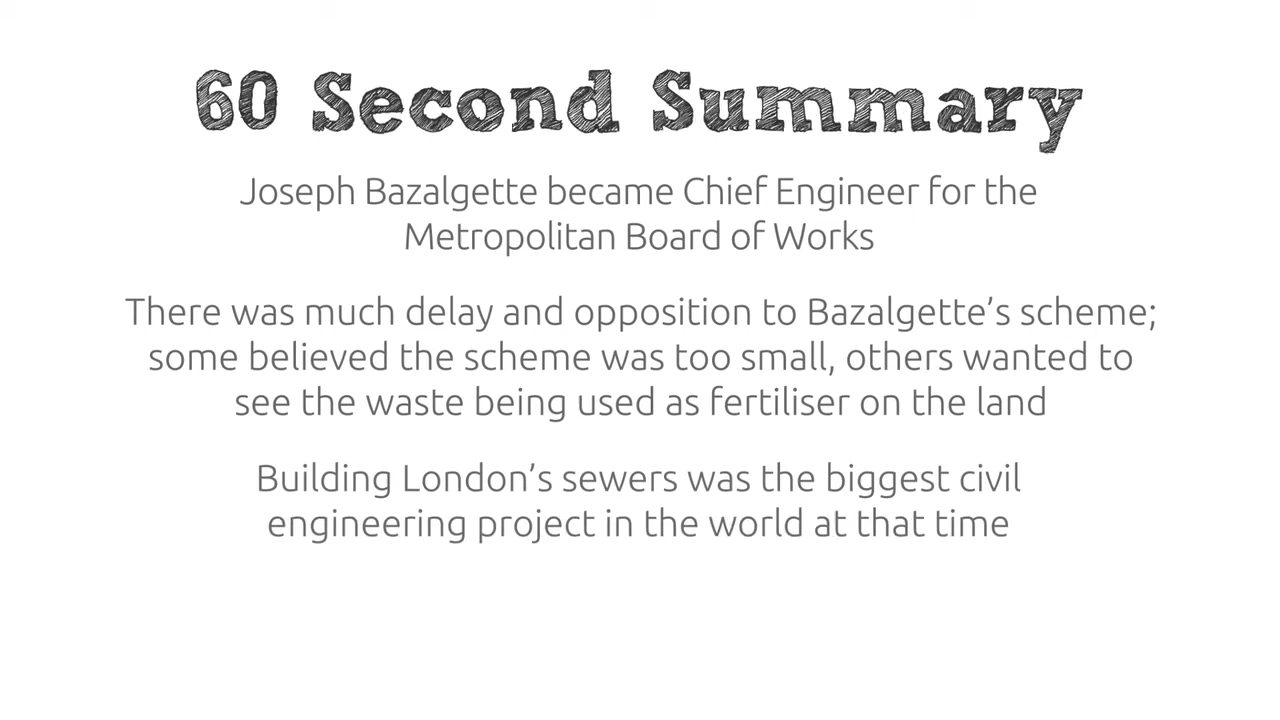 60 Second Summary
Joseph Bazalgette became Chief Engineer for the
Metropolitan Board of Works
There was much delay and opposition to Bazalgette’s scheme;
some believed the scheme was too small, others wanted to
see the waste being used as fertiliser on the land
Building London’s sewers was the biggest civil
engineering project in the world at that time